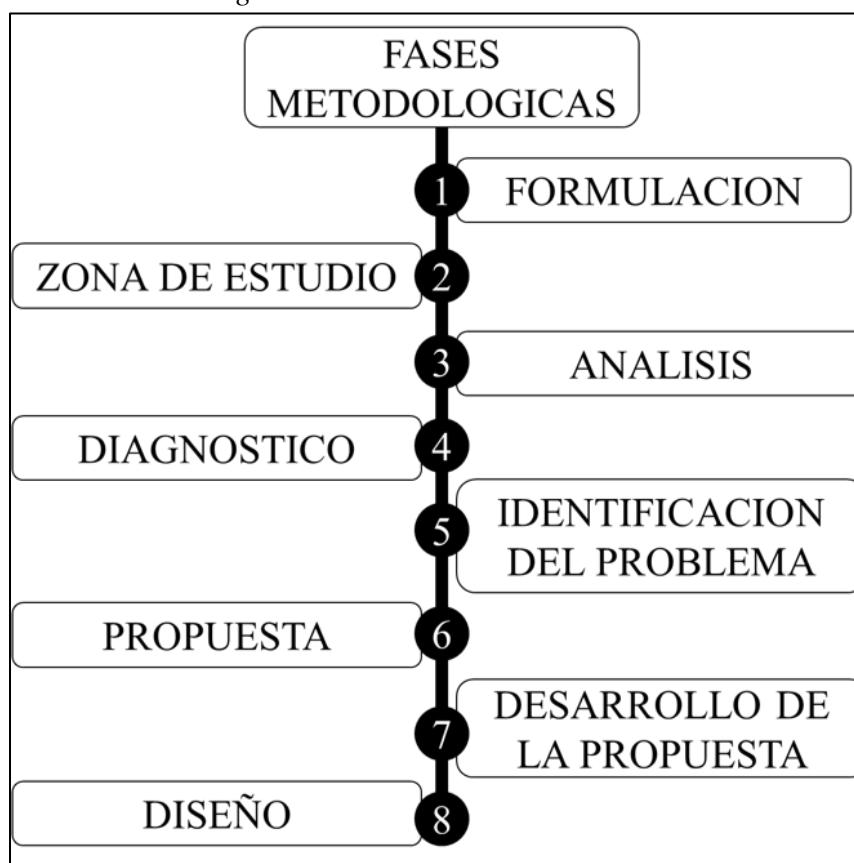 FASES
METODOLOGICAS
1
FORMULACION
ZONA DE ESTUDIO
2
3
ANALISIS
DIAGNOSTICO
4
5
IDENTIFICACION
DEL PROBLEMA
PROPUESTA
6
7
DESARROLLO DE
LA PROPUESTA
DISEÑO
8